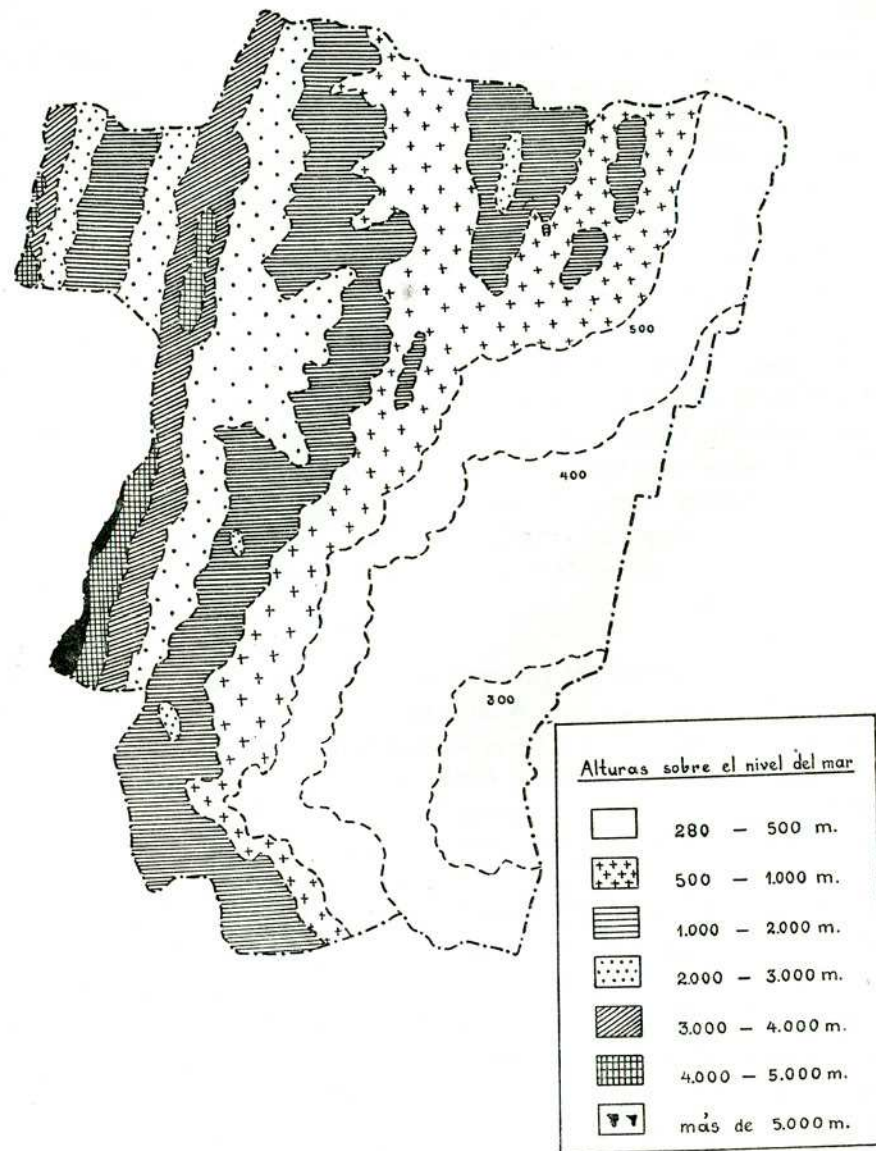 500
400
300
Alturas sobre el nivel del mar
280 – 500 m.
500 – 1.000 m.
1.000 – 2.000 m.
2.000 – 3.000 m.
3.000 – 4.000 m.
4.000 – 5.000 m.
más de 5.000 m.